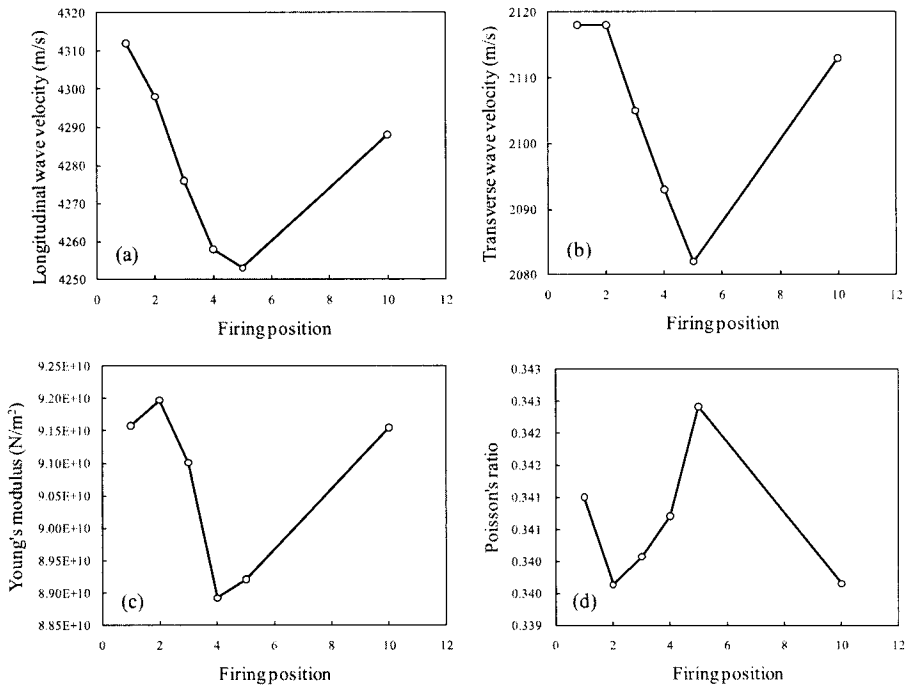 Longitudinal wave velocity (m/s)
4320
4310
4300
4290
4280
4270
4260
4250
(a)
0 2 4 6 8 10 12
Firing position
Transverse wave velocity (m/s)
2120
2110
2100
2090
2080
(b)
0 2 4 6 8 10 12
Firing position
Young's modulus (N/m²)
9.25E+10
9.20E+10
9.15E+10
9.10E+10
9.05E+10
9.00E+10
8.95E+10
8.90E+10
8.85E+10
(c)
0 2 4 6 8 10 12
Firing position
Poisson's ratio
0.343
0.343
0.342
0.342
0.341
0.341
0.340
0.340
0.339
(d)
0 2 4 6 8 10 12
Firing position